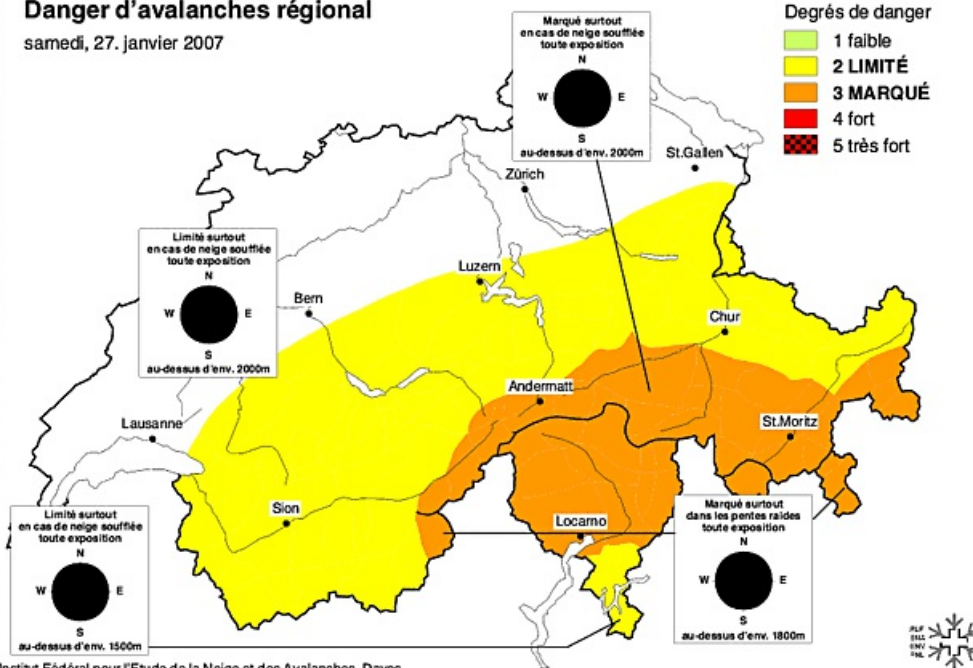 Danger d'avalanches régional
samedi, 27. janvier 2007
Degrés de danger
1 faible
2 LIMITÉ
3 MARQUÉ
4 fort
5 très fort
Marqué surtout
en cas de neige soufflée
toute exposition
N
W E
S
au-dessus d'env. 2000m
St.Gallen
Zürich
Limité surtout
en cas de neige soufflée
toute exposition
N
W E
S
au-dessus d'env. 2000m
Luzern
Bern
Chur
Andermatt
Lausanne
St.Moritz
Sion
Locarno
Limité surtout
en cas de neige soufflée
toute exposition
N
W E
S
au-dessus d'env. 1500m
Marqué surtout
dans les pentes raides
toute exposition
N
W E
S
au-dessus d'env. 1800m
SLF
ENA
ENV
SNL
Institut Fédéral pour l'Etude de la Neige et des Avalanches, Davos